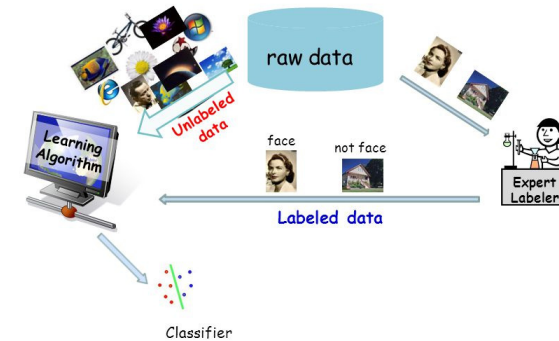 raw data
Unlabeled
data
Learning
Algorithm
face
not face
Expert
Labeler
Labeled data
Classifier